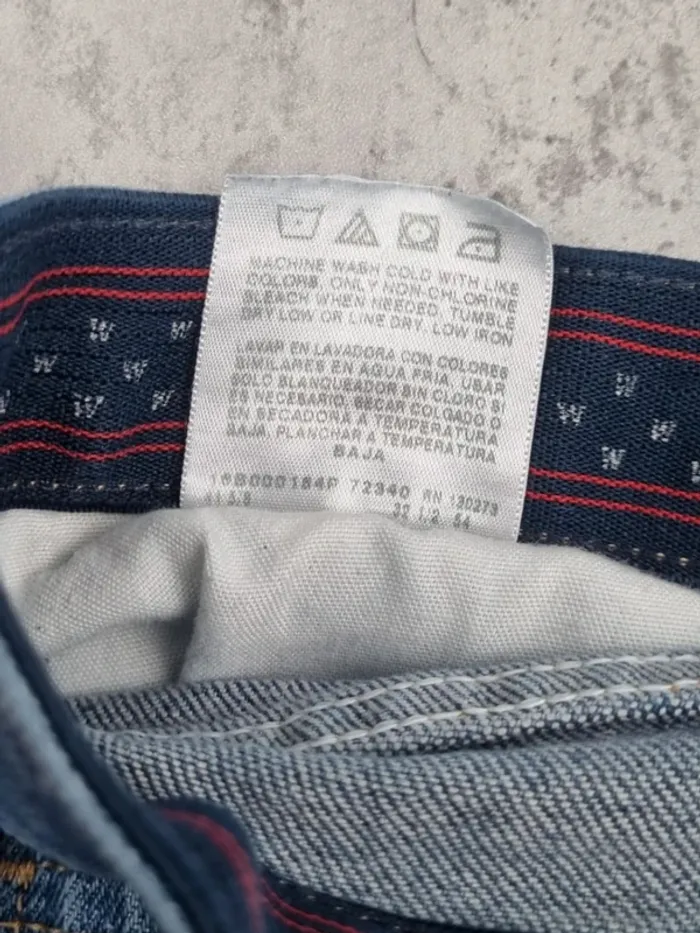 MACHINE WASH COLD WITH LIKE
COLORS, ONLY NON-CHLORINE
BLEACH WHEN NEEDED, TUMBLE
DRY LOW OR LINE DRY, LOW IRON
LAVAR EN LAVADORA CON COLORES
SIMILARES EN AGUA FRIA, USAR
SOLO BLANQUEADOR SIN CLORO SI
ES NECESARIO, SECAR COLGADO O
EN SECADORA A TEMPERATURA
BAJA, PLANCHAR A TEMPERATURA
BAJA
16B000184P 72340 RN 130273
W W
W W
W W W
W
W W
W W